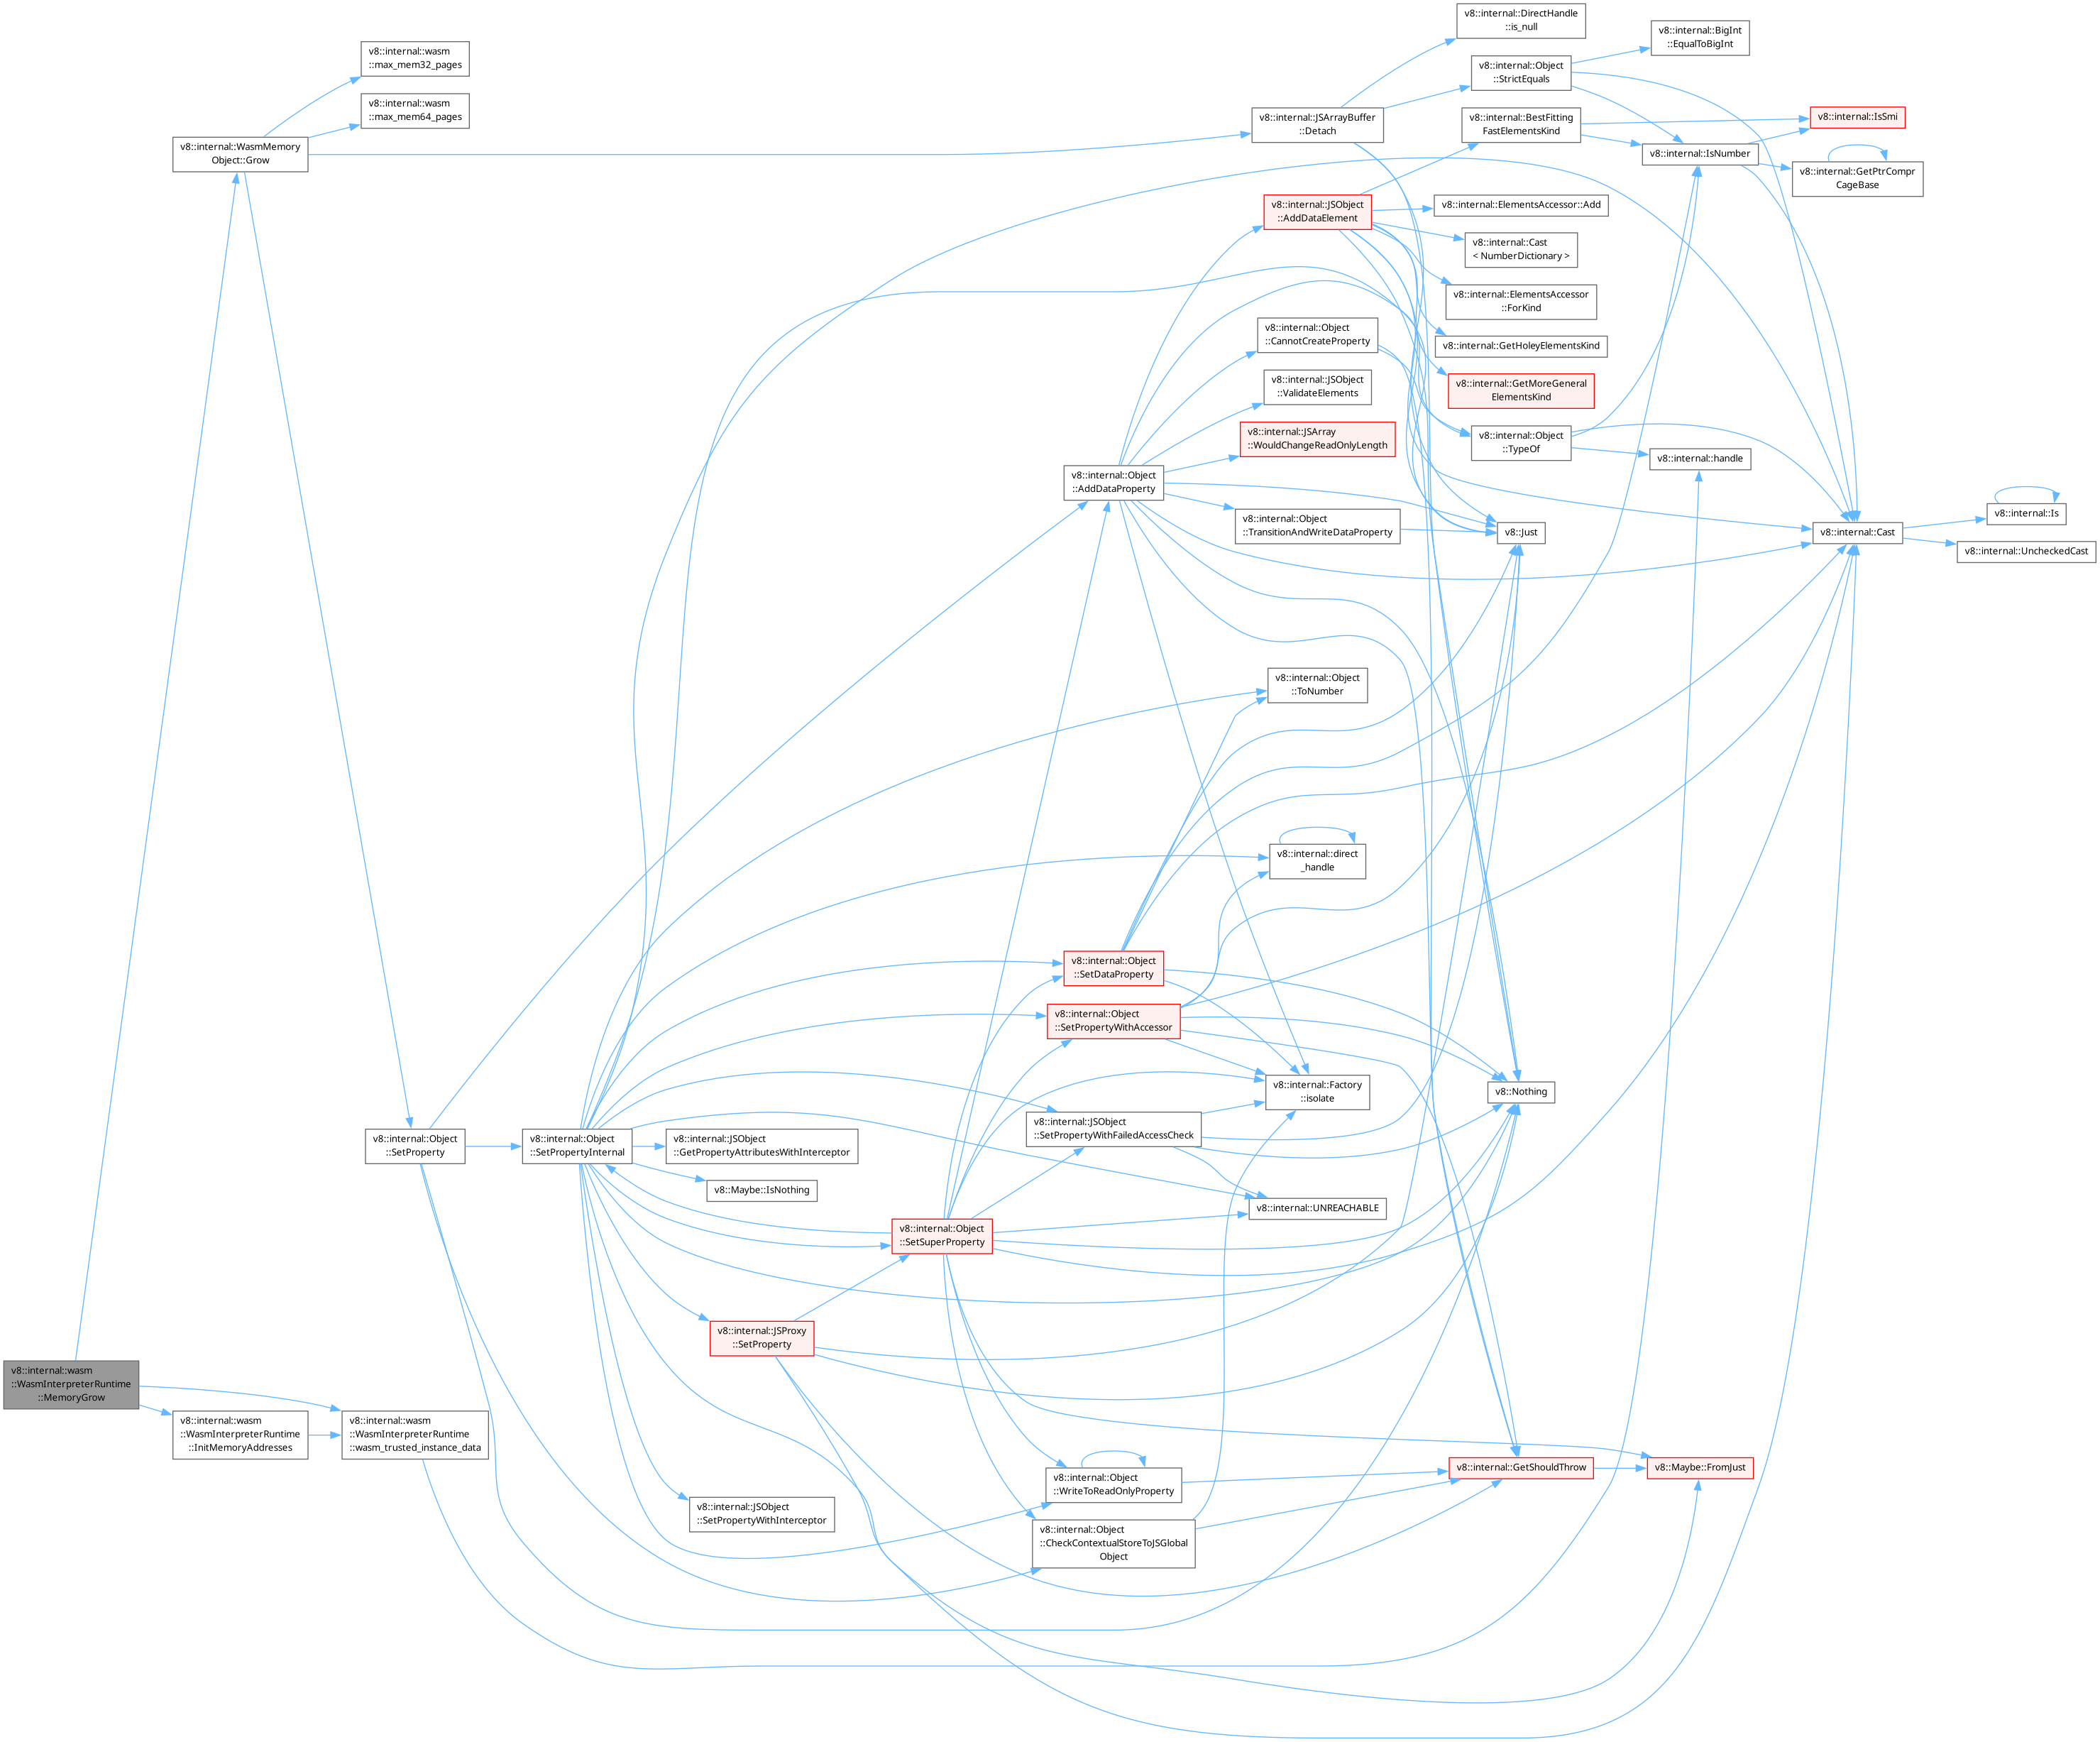 v8::internal::DirectHandle
::is_null
v8::internal::BigInt
::EqualToBigInt
v8::internal::wasm
::max_mem32_pages
v8::internal::Object
::StrictEquals
v8::internal::wasm
::max_mem64_pages
v8::internal::JSArrayBuffer
::Detach
v8::internal::BestFitting
FastElementsKind
v8::internal::IsSmi
v8::internal::WasmMemory
Object::Grow
v8::internal::IsNumber
v8::internal::GetPtrCompr
CageBase
v8::internal::JSObject
::AddDataElement
v8::internal::ElementsAccessor::Add
v8::internal::Cast
< NumberDictionary >
v8::internal::ElementsAccessor
::ForKind
v8::internal::Object
::CannotCreateProperty
v8::internal::GetHoleyElementsKind
v8::internal::JSObject
::ValidateElements
v8::internal::GetMoreGeneral
ElementsKind
v8::internal::JSArray
::WouldChangeReadOnlyLength
v8::internal::Object
::TypeOf
v8::internal::handle
v8::internal::Object
::AddDataProperty
v8::internal::Object
::TransitionAndWriteDataProperty
v8::Just
v8::internal::Cast
v8::internal::Is
v8::internal::UncheckedCast
v8::internal::Object
::ToNumber
v8::internal::direct
_handle
v8::internal::Object
::SetDataProperty
v8::internal::Object
::SetPropertyWithAccessor
v8::internal::Factory
::isolate
v8::Nothing
v8::internal::Object
::SetProperty
v8::internal::Object
::SetPropertyInternal
v8::internal::JSObject
::GetPropertyAttributesWithInterceptor
v8::internal::JSObject
::SetPropertyWithFailedAccessCheck
v8::Maybe::IsNothing
v8::internal::UNREACHABLE
v8::internal::Object
::SetSuperProperty
v8::internal::JSProxy
::SetProperty
v8::internal::wasm
::WasmInterpreterRuntime
::MemoryGrow
v8::internal::wasm
::WasmInterpreterRuntime
::InitMemoryAddresses
v8::internal::wasm
::WasmInterpreterRuntime
::wasm_trusted_instance_data
v8::internal::Object
::WriteToReadOnlyProperty
v8::internal::GetShouldThrow
v8::Maybe::FromJust
v8::internal::JSObject
::SetPropertyWithInterceptor
v8::internal::Object
::CheckContextualStoreToJSGlobal
Object